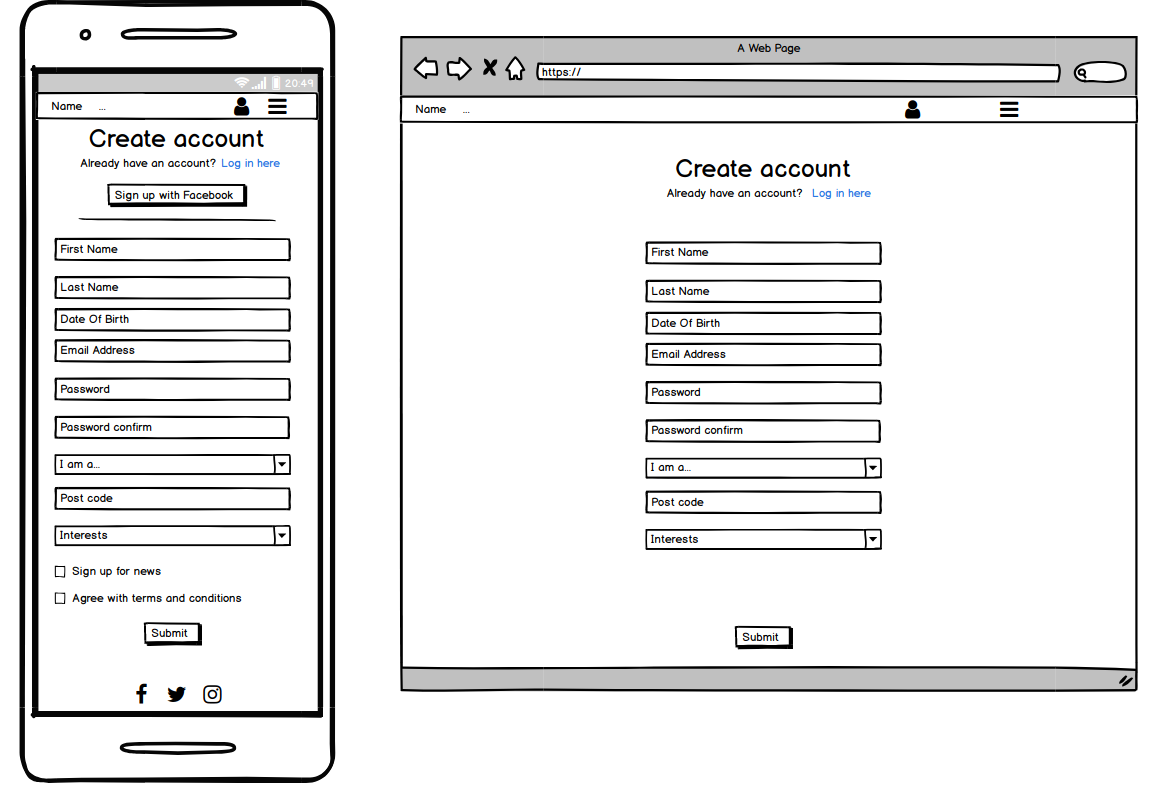 20:49
Name ...
Create account
Already have an account? Log in here
Sign up with Facebook
First Name
Last Name
Date Of Birth
Email Address
Password
Password confirm
I am a...
Post code
Interests
Sign up for news
Agree with terms and conditions
Submit
A Web Page
https://
Name ...
Create account
Already have an account? Log in here
First Name
Last Name
Date Of Birth
Email Address
Password
Password confirm
I am a...
Post code
Interests
Submit